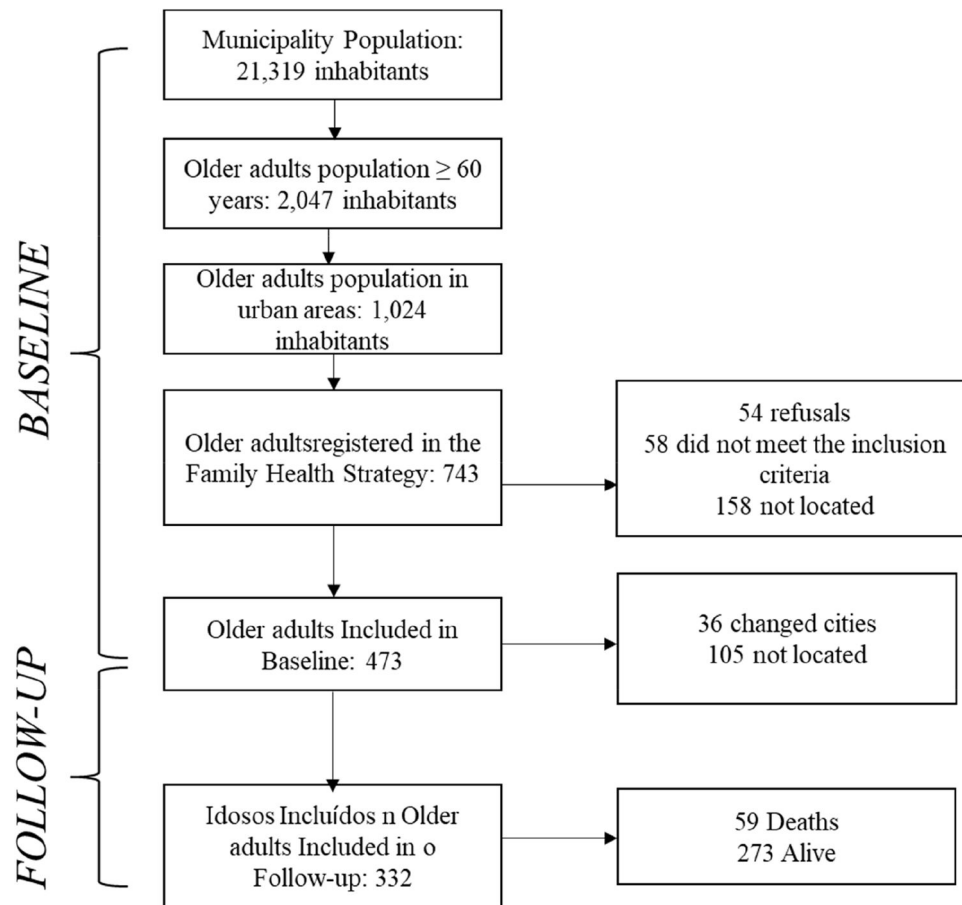 BASELINE
Municipality Population:
21,319 inhabitants
Older adults population ≥ 60
years: 2,047 inhabitants
Older adults population in
urban areas: 1,024
inhabitants
Older adultsregistered in the
Family Health Strategy: 743
54 refusals
58 did not meet the inclusion
criteria
158 not located
Older adults Included in
Baseline: 473
36 changed cities
105 not located
FOLLOW-UP
Idosos Incluídos n Older
adults Included in o
Follow-up: 332
59 Deaths
273 Alive